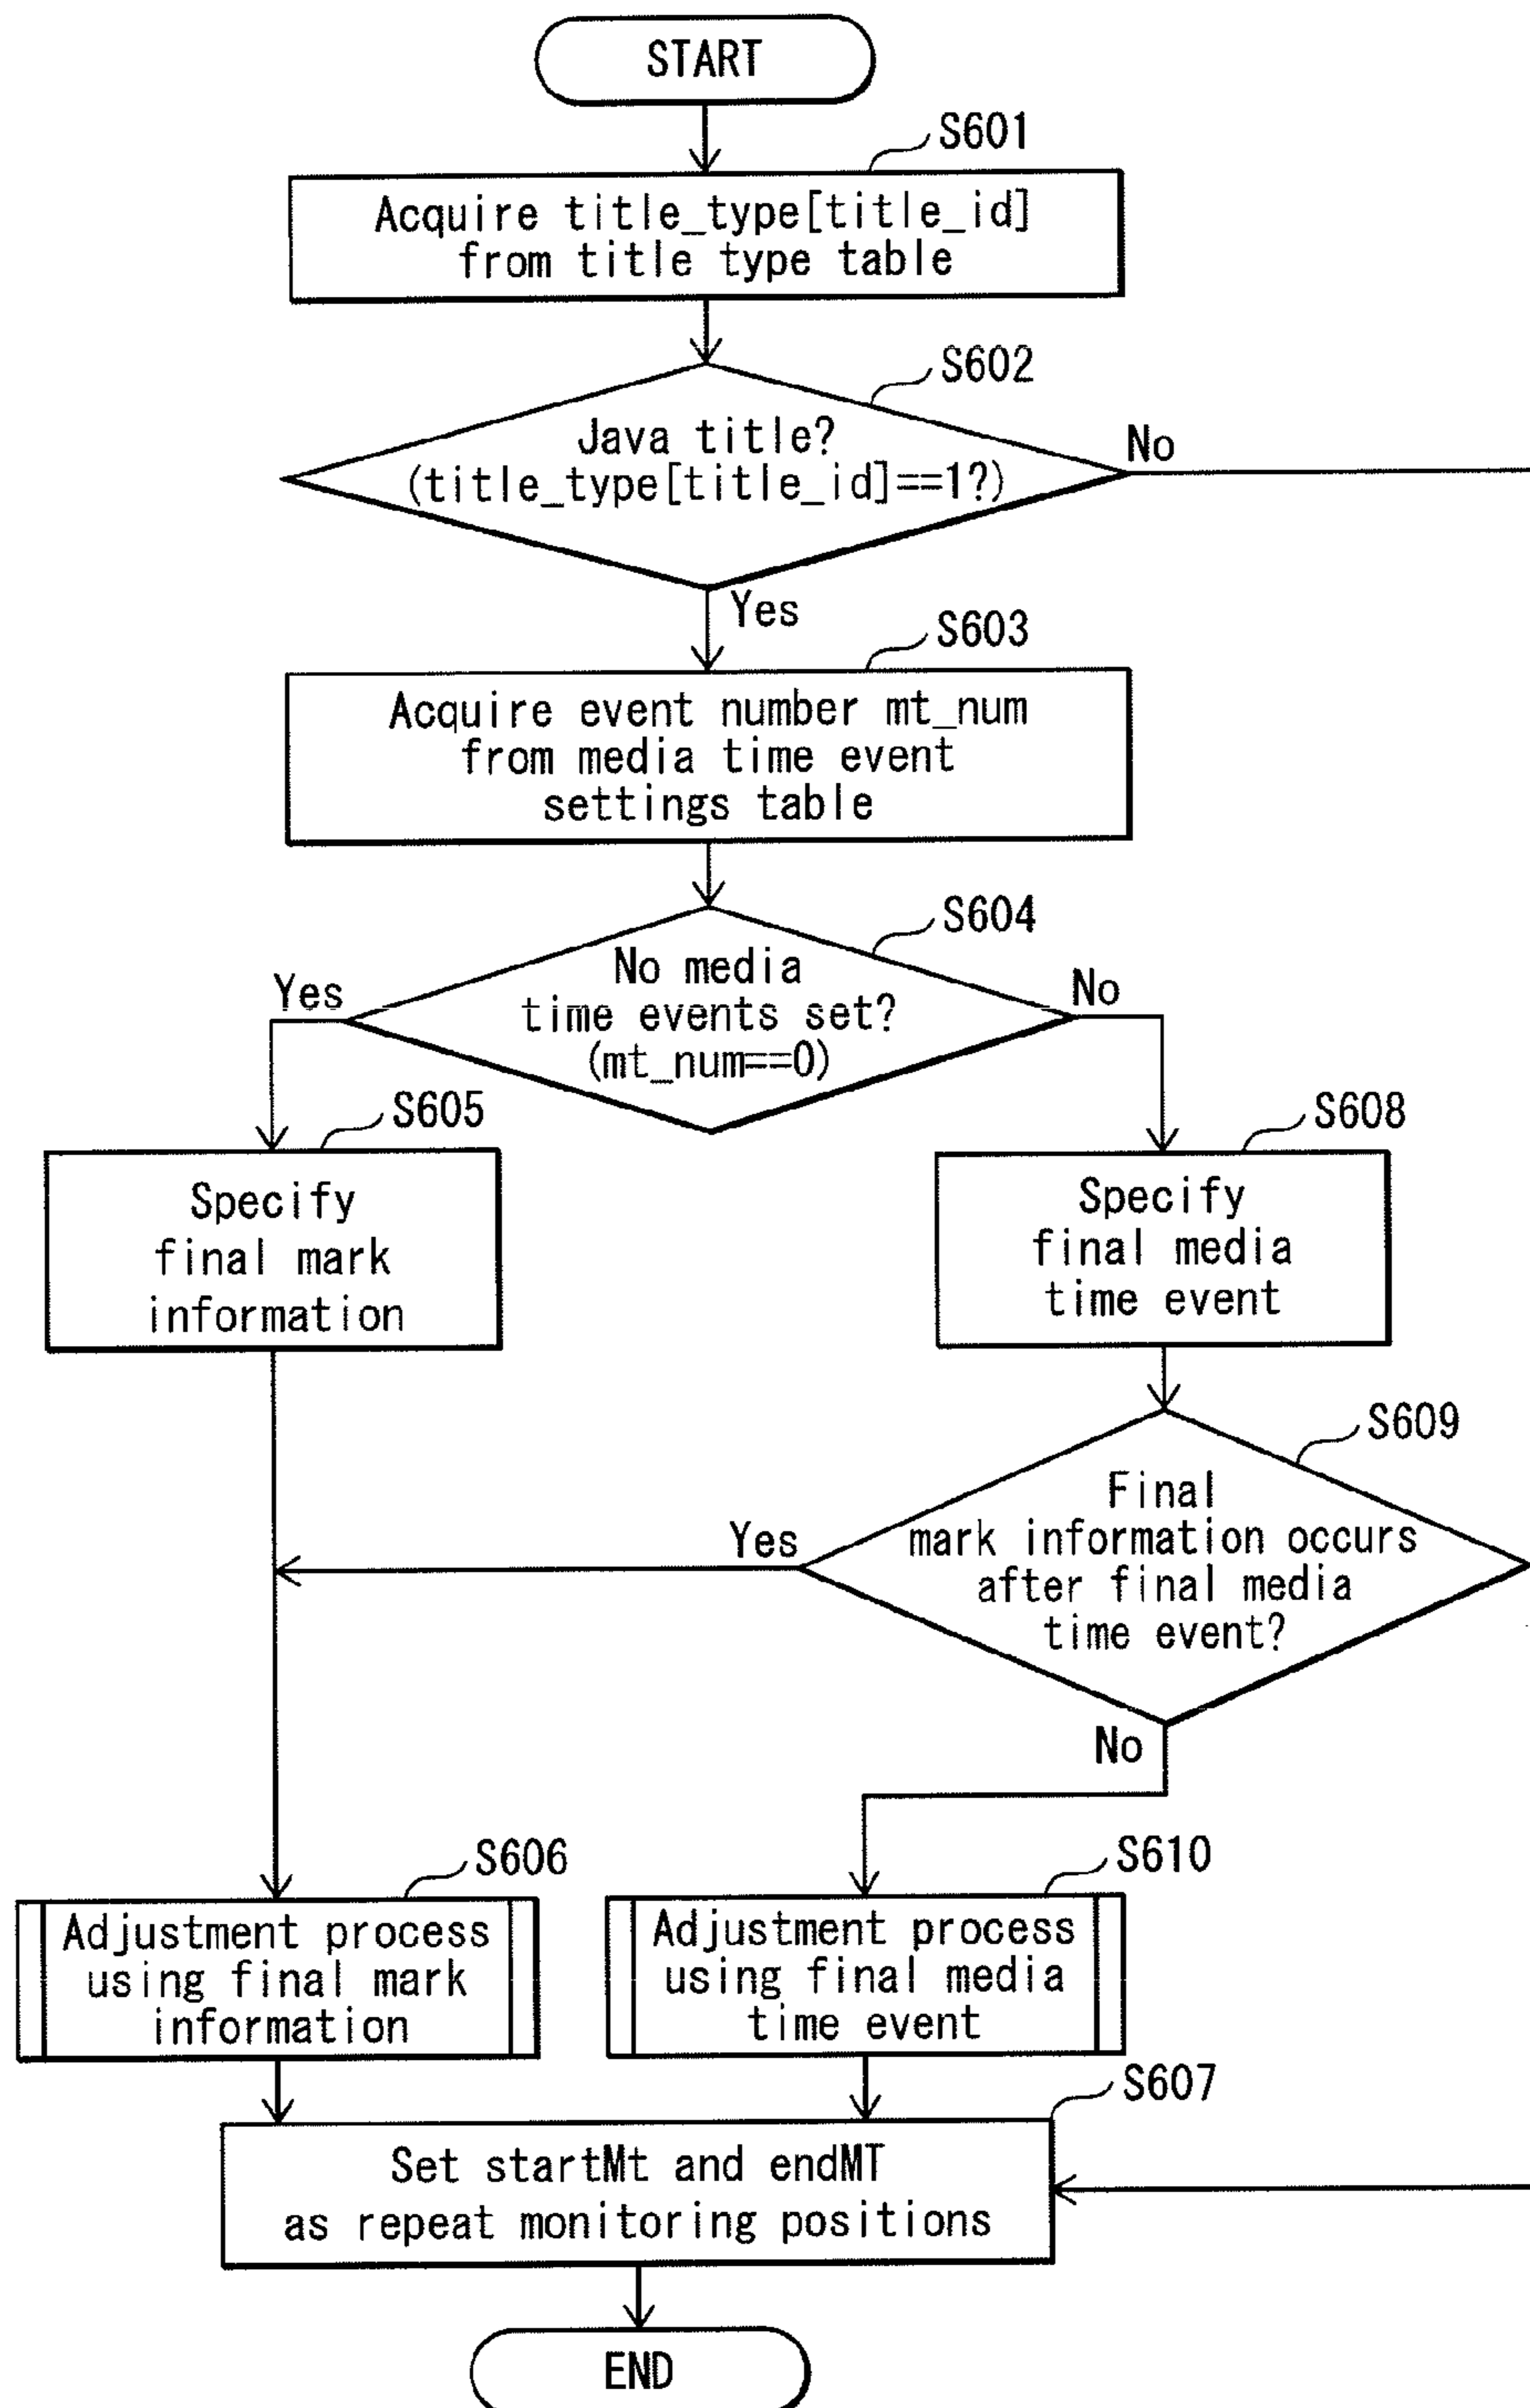 START
S601
Acquire title_type[title_id]
from title type table
S602
Java title?
(title_type[title_id]==1?)
No
Yes
S603
Acquire event number mt_num
from media time event
settings table
S604
No media
time events set?
(mt_num==0)
Yes
No
S605
Specify
final mark
information
S608
Specify
final media
time event
S609
Final
mark information occurs
after final media
time event?
Yes
No
S606
Adjustment process
using final mark
information
S610
Adjustment process
using final media
time event
S607
Set startMt and endMT
as repeat monitoring positions
END